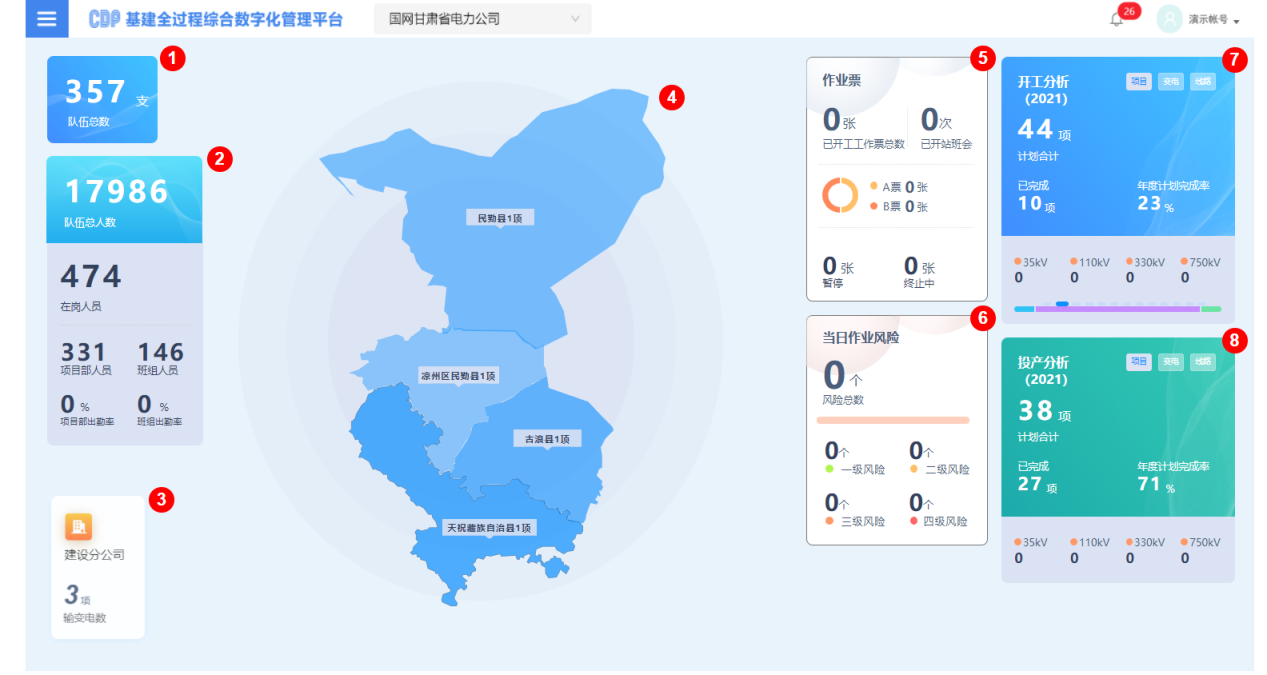 CDP 基建全过程综合数字化管理平台
国网甘肃省电力公司
26
演示帐号
1
357 支
队伍总数
2
17986
队伍总人数
474
在岗人员
331
146
项目部人员
班组人员
0 %
0 %
项目部出勤率
班组出勤率
3
建设分公司
3 项
输变电数
4
民勤县1顶
凉州区民勤县1顶
古浪县1顶
天祝藏族自治县1顶
5
作业票
0张
0次
已开工工作票总数
已开站班会
A票 0 张
B票 0 张
0 张
0 张
暂停
终止中
6
当日作业风险
0 个
风险总数
0个
0个
一级风险
二级风险
0个
0个
三级风险
四级风险
7
开工分析
(2021)
项目
变电
线路
44 项
计划合计
已完成
年度计划完成率
10 项
23 %
35kV
110kV
330kV
750kV
0
0
0
0
8
投产分析
(2021)
项目
变电
线路
38 项
计划合计
已完成
年度计划完成率
27 项
71 %
35kV
110kV
330kV
750kV
0
0
0
0